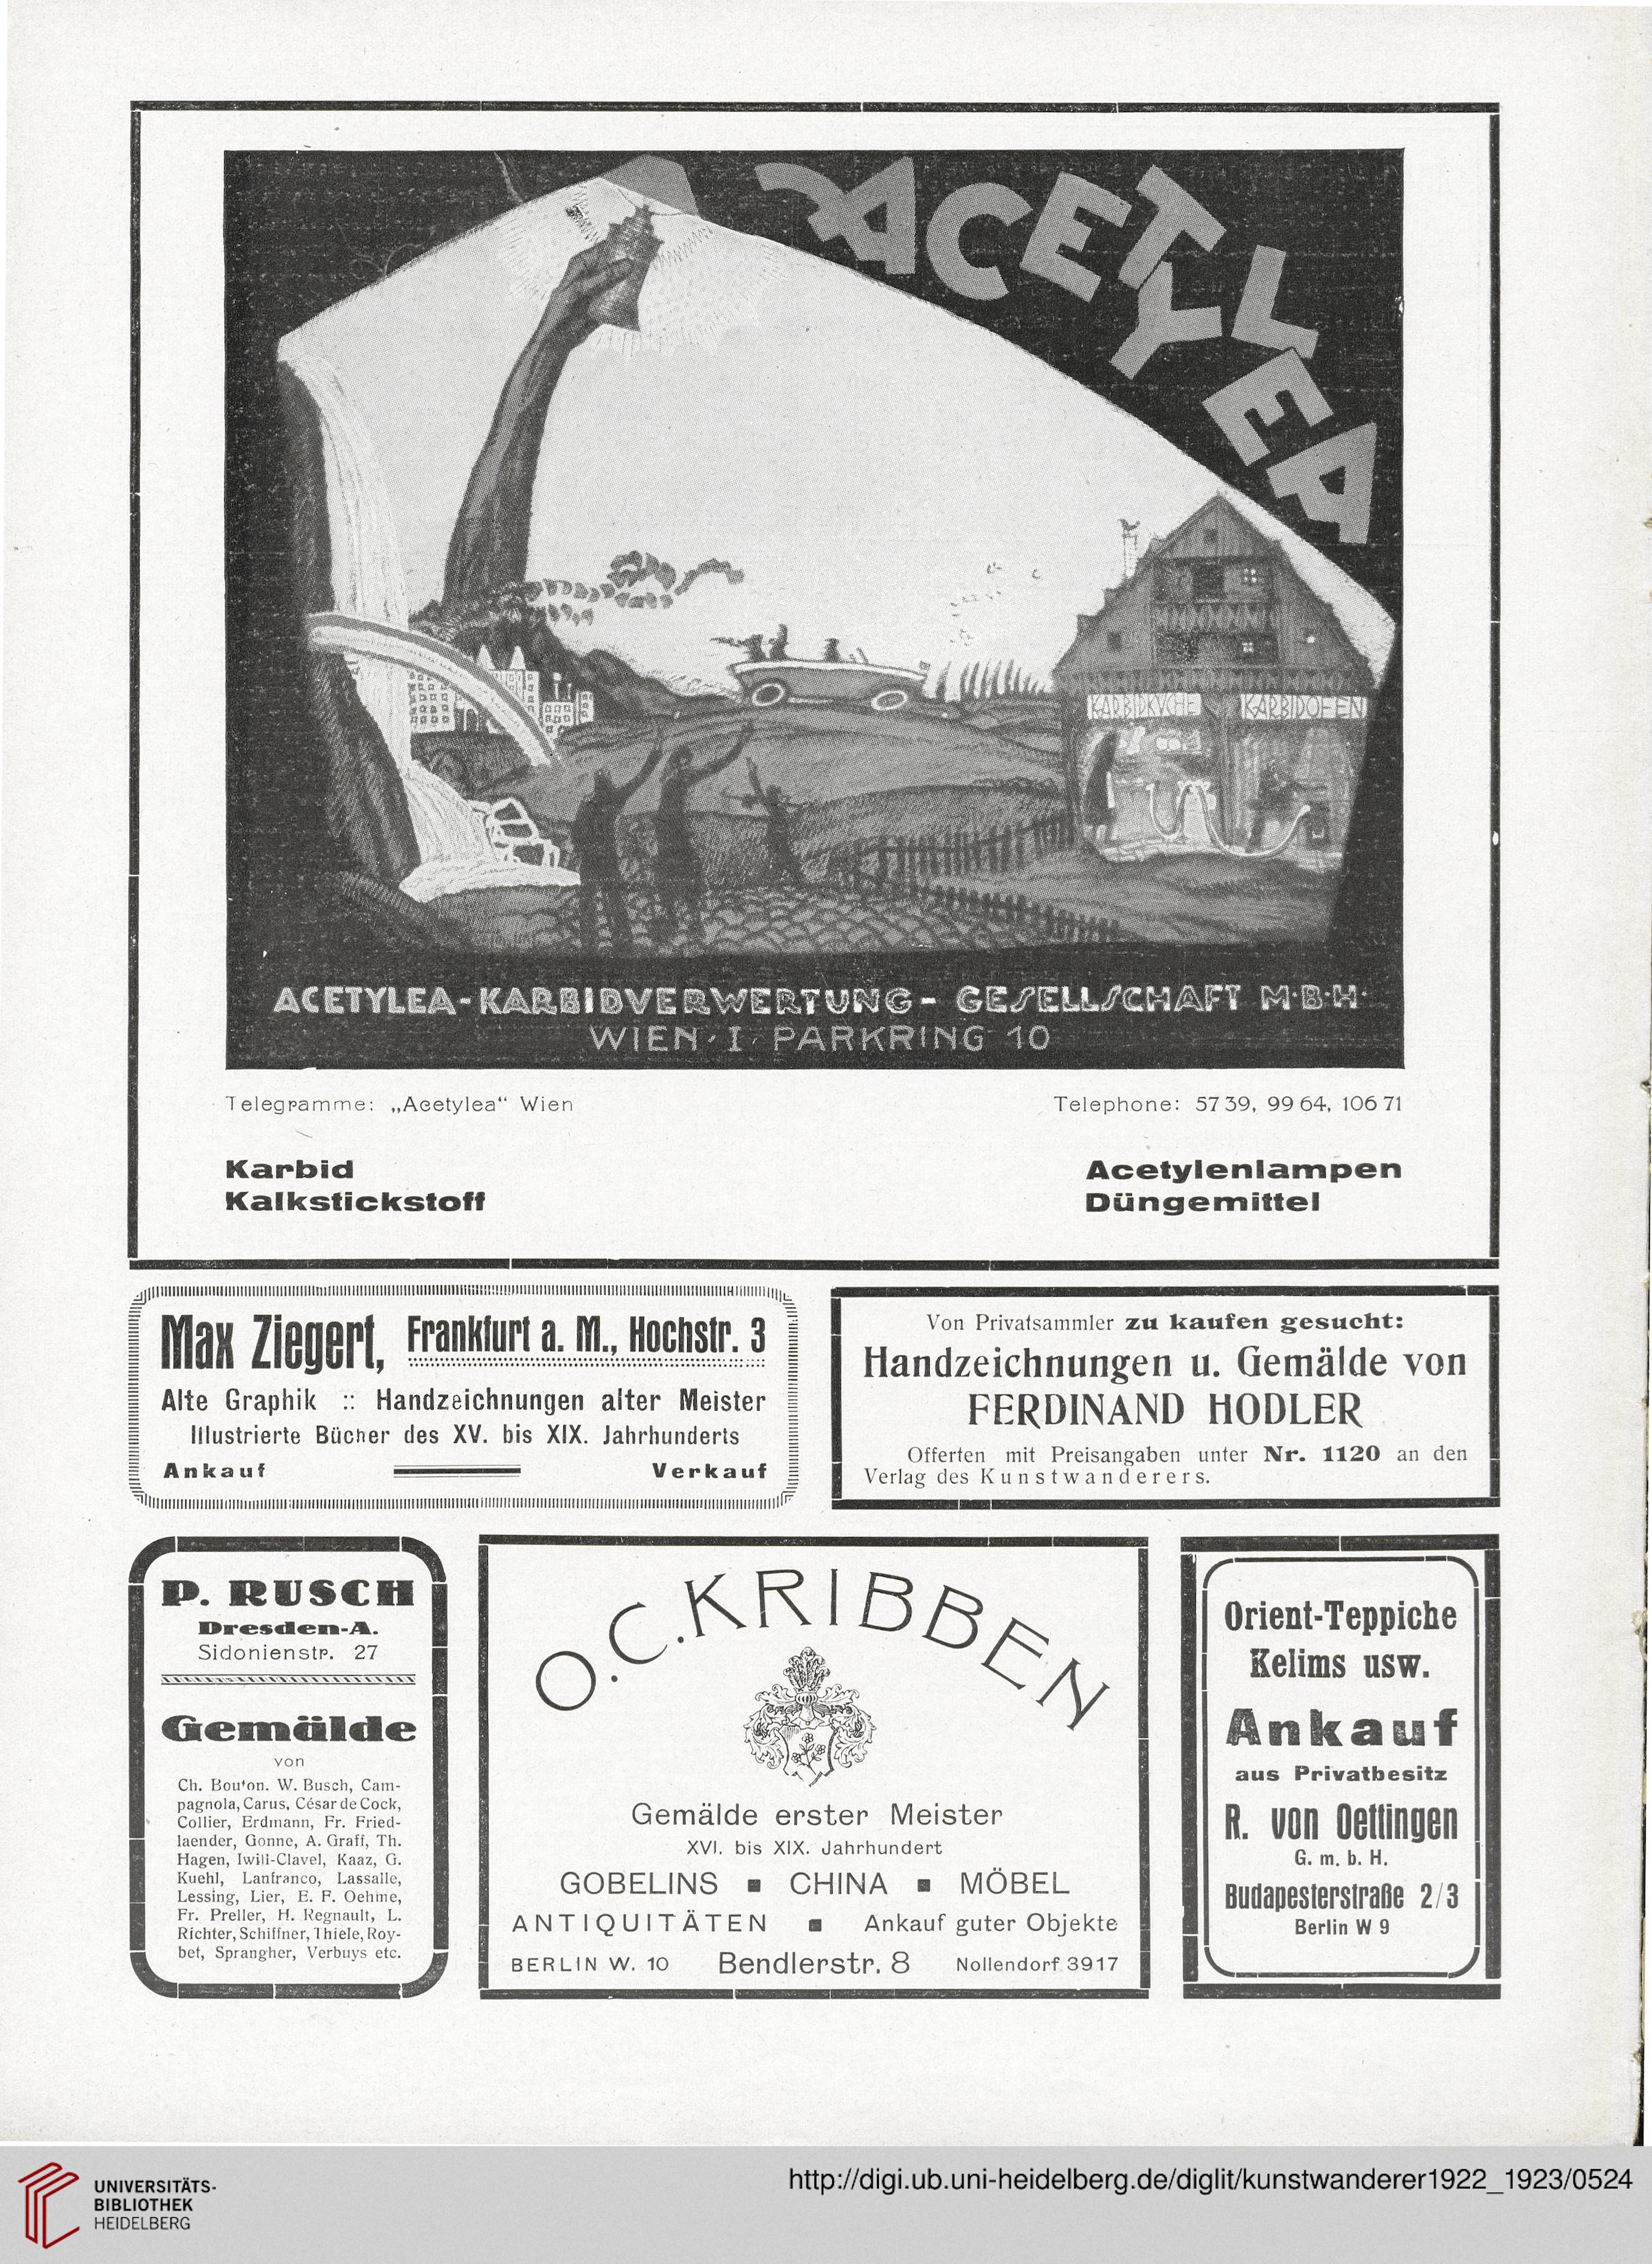 ACETYLEA
KARBIDKVCHE KARBIDOFEN
ACETYLEA-KARBIDVERWERTUNG- GESELLSCHAFT M·B·H·
WIEN·I·PARKRING 10
Telegramme: „Acetylea“ Wien Telephone: 57 39, 99 64, 106 71
Karbid Acetylenlampen
Kalkstickstoff Düngemittel
Max Ziegert, Frankfurt a. M., Hochstr. 3
Alte Graphik :: Handzeichnungen alter Meister
Illustrierte Bücher des XV. bis XIX. Jahrhunderts
Ankauf Verkauf
Von Privatsammler zu kaufen gesucht:
Handzeichnungen u. Gemälde von
FERDINAND HODLER
Offerten mit Preisangaben unter Nr. 1120 an den
Verlag des Kunstwanderers.
P. RUSCH
Dresden-A.
Sidonienstr. 27
Gemälde
von
Ch. Bouton. W. Busch, Cam-
pagnola, Carus, César de Cock,
Collier, Erdmann, Fr. Fried-
laender, Gonne, A. Graff, Th.
Hagen, Iwill-Clavel, Kaaz, G.
Kuehl, Lanfranco, Lassalle,
Lessing, Lier, E. F. Oehme,
Fr. Preller, H. Regnault, L.
Richter, Schiffner, Thiele, Roy-
bet, Sprangher, Verbuys etc.
O.C.KRIBBEN
Gemälde erster Meister
XVI. bis XIX. Jahrhundert
GOBELINS ■ CHINA ■ MÖBEL
ANTIQUITÄTEN ■ Ankauf guter Objekte
BERLIN W. 10 Bendlerstr. 8 Nollendorf 3917
Orient-Teppiche
Kelims usw.
Ankauf
aus Privatbesitz
R. von Oettingen
G. m. b. H.
Budapesterstraße 2/3
Berlin W 9
UNIVERSITÄTS-
BIBLIOTHEK
HEIDELBERG
http://digi.ub.uni-heidelberg.de/diglit/kunstwanderer1922_1923/0524